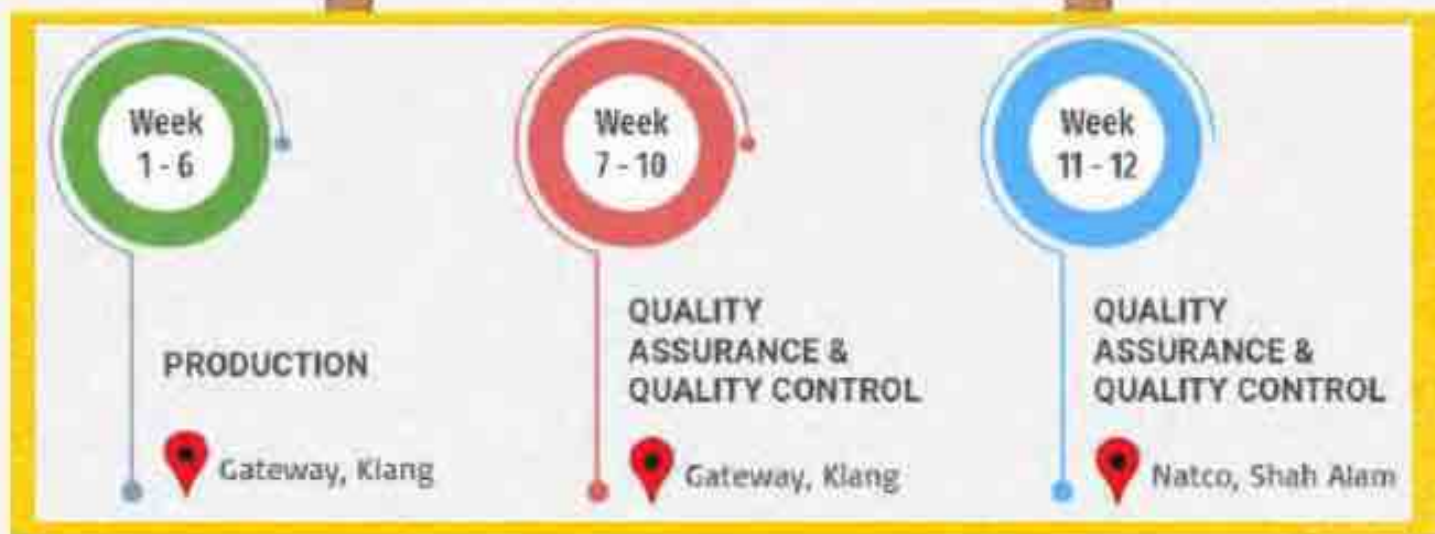 Week
1 - 6
PRODUCTION
Gateway, Klang
Week
7 - 10
QUALITY
ASSURANCE &
QUALITY CONTROL
Gateway, Klang
Week
11 - 12
QUALITY
ASSURANCE &
QUALITY CONTROL
Natco, Shah Alam